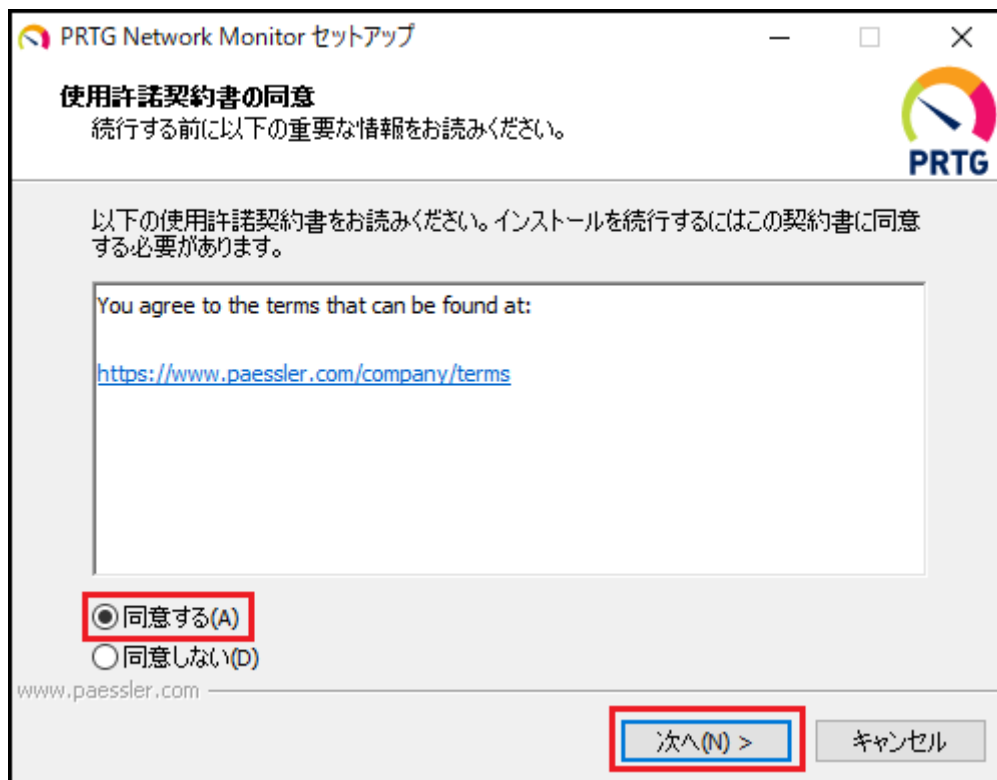 PRTG Network Monitor セットアップ
使用許諾契約書の同意
続行する前に以下の重要な情報をお読みください。
PRTG
以下の使用許諾契約書をお読みください。インストールを続行するにはこの契約書に同意
する必要があります。
You agree to the terms that can be found at:
https://www.paessler.com/company/terms
同意する(A)
同意しない(D)
www.paessler.com
次へ(N) >
キャンセル